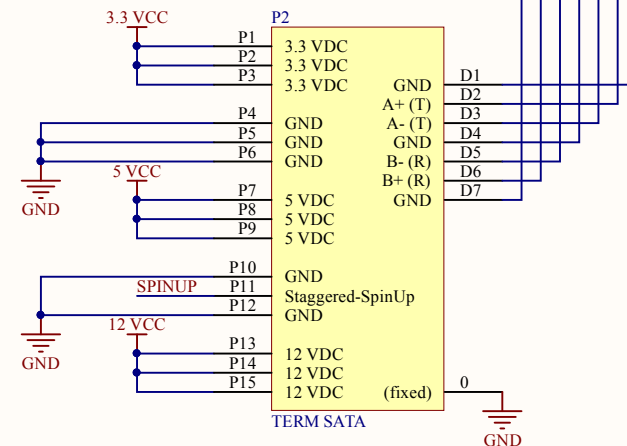 3.3 VCC
P2
P1 3.3 VDC
P2 3.3 VDC
P3 3.3 VDC
GND D1
A+ (T) D2
P4 GND A- (T) D3
P5 GND GND D4
P6 GND B- (R) D5
5 VCC B+ (R) D6
P7 5 VDC GND D7
GND
P8 5 VDC
P9 5 VDC
P10 GND
SPINUP P11 Staggered-SpinUp
P12 GND
12 VCC
P13 12 VDC
GND
P14 12 VDC
P15 12 VDC (fixed) 0
TERM SATA
GND